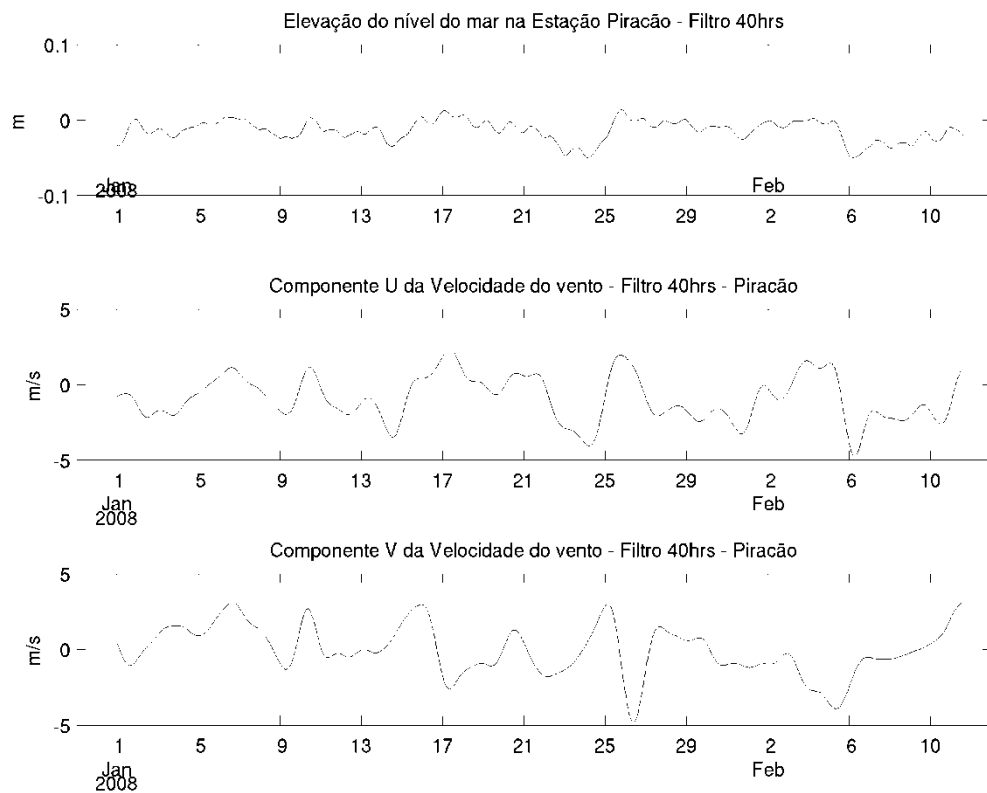 Elevação do nível do mar na Estação Piracão - Filtro 40hrs
0.1
m
0
-0.1
Jan Feb
2008
1 5 9 13 17 21 25 29 2 6 10
Componente U da Velocidade do vento - Filtro 40hrs - Piracão
5
m/s
0
-5
1 5 9 13 17 21 25 29 2 6 10
Jan Feb
2008
Componente V da Velocidade do vento - Filtro 40hrs - Piracão
5
m/s
0
-5
1 5 9 13 17 21 25 29 2 6 10
Jan Feb
2008